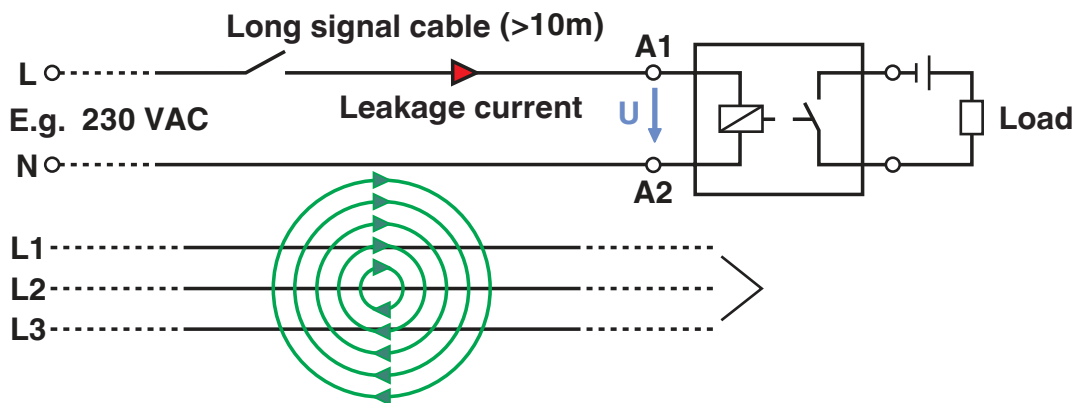 Long signal cable (>10m)
A1
L
Leakage current
U
Load
E.g. 230 VAC
N
A2
L1
L2
L3